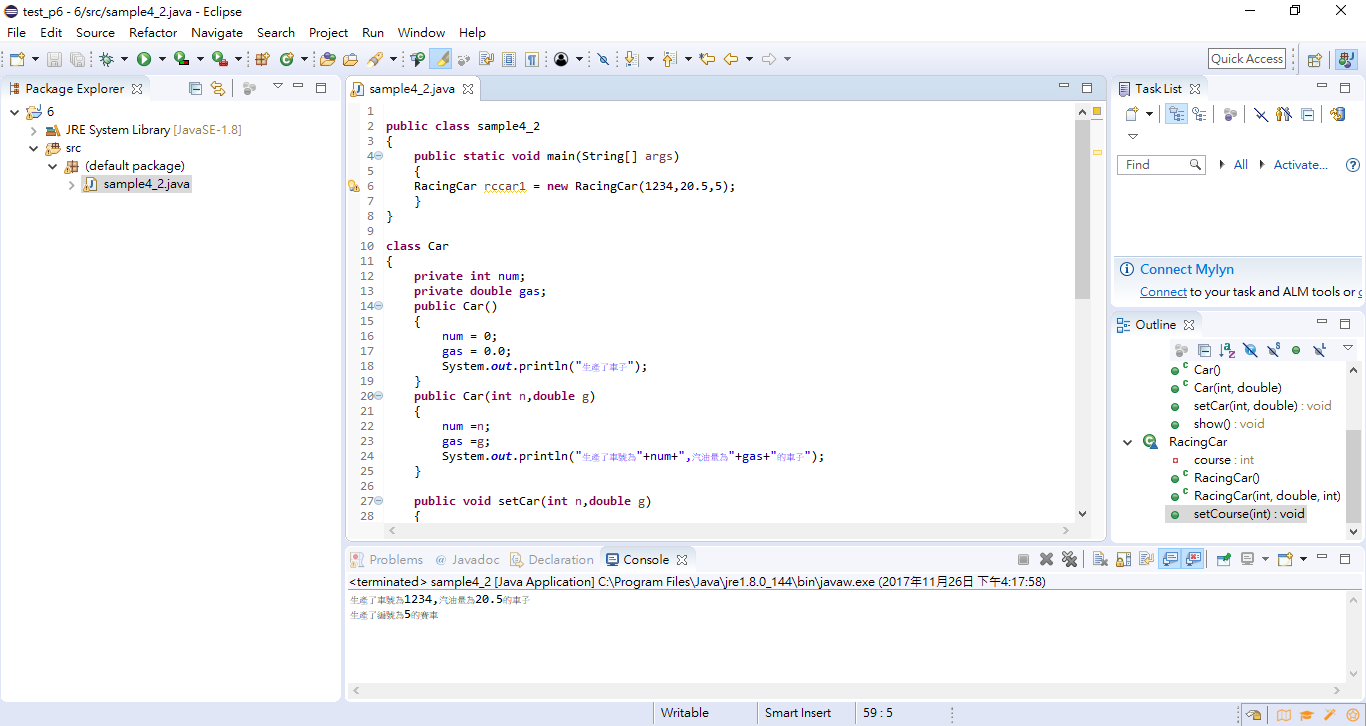 test_p6 - 6/src/sample4_2.java - Eclipse
File Edit Source Refactor Navigate Search Project Run Window Help
Quick Access
Package Explorer
6
JRE System Library [JavaSE-1.8]
src
(default package)
sample4_2.java
sample4_2.java
1
2 public class sample4_2
3 {
4 public static void main(String[] args)
5 {
6 RacingCar rccar1 = new RacingCar(1234,20.5,5);
7 }
8 }
9
10 class Car
11 {
12 private int num;
13 private double gas;
14 public Car()
15 {
16 num = 0;
17 gas = 0.0;
18 System.out.println("生產了車子");
19 }
20 public Car(int n,double g)
21 {
22 num =n;
23 gas =g;
24 System.out.println("生產了車號為"+num+",汽油量為"+gas+"的車子");
25 }
26
27 public void setCar(int n,double g)
28 {
Task List
Find All Activate...
Connect Mylyn
Connect to your task and ALM tools or c
Outline
Car()
Car(int, double)
setCar(int, double) : void
show() : void
RacingCar
course : int
RacingCar()
RacingCar(int, double, int)
setCourse(int) : void
Problems Javadoc Declaration Console
<terminated> sample4_2 [Java Application] C:\Program Files\Java\jre1.8.0_144\bin\javaw.exe (2017年11月26日 下午4:17:58)
生產了車號為1234,汽油量為20.5的車子
生產了編號為5的賽車
Writable Smart Insert 59 : 5